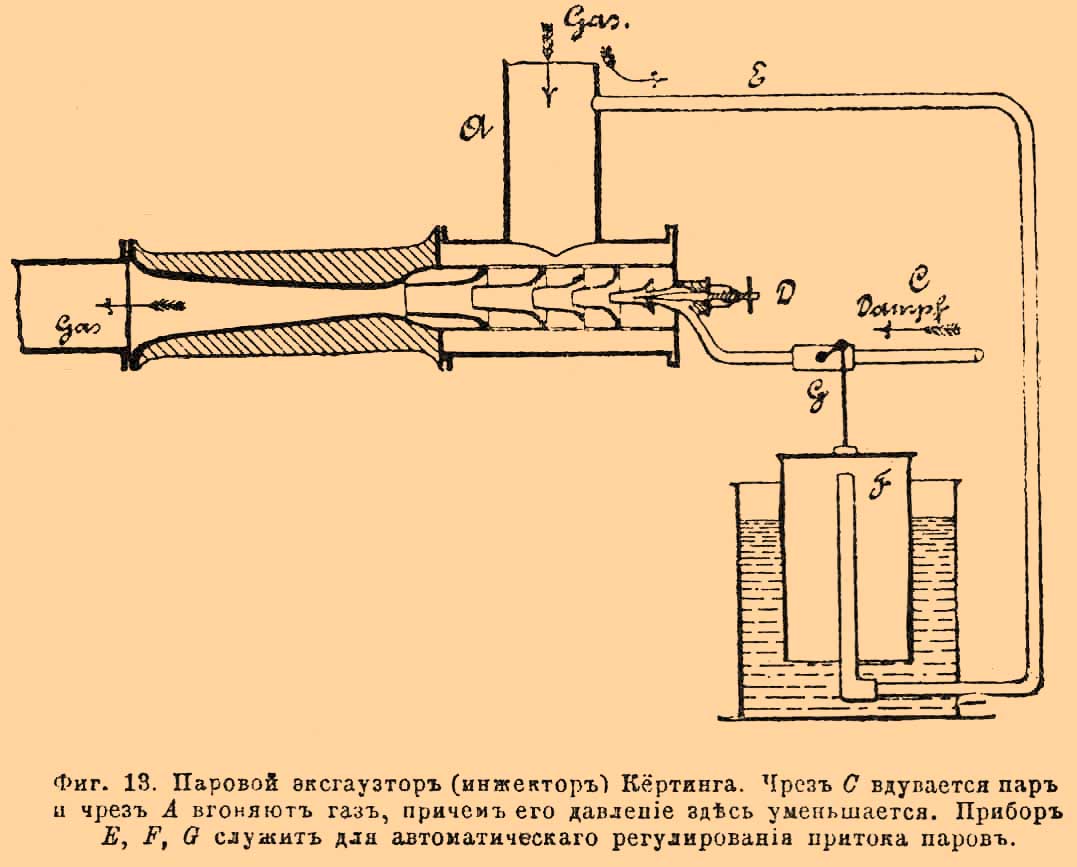 Gas.
E
A
D
C
Dampf
Gas
G
F
Фиг. 13. Паровой эксгаузторъ (инжекторъ) Кёртинга. Чрезъ C вдувается паръ
и чрезъ A вгоняютъ газъ, причемъ его давленіе здѣсь уменьшается. Приборъ
E, F, G служитъ для автоматическаго регулированія притока паровъ.